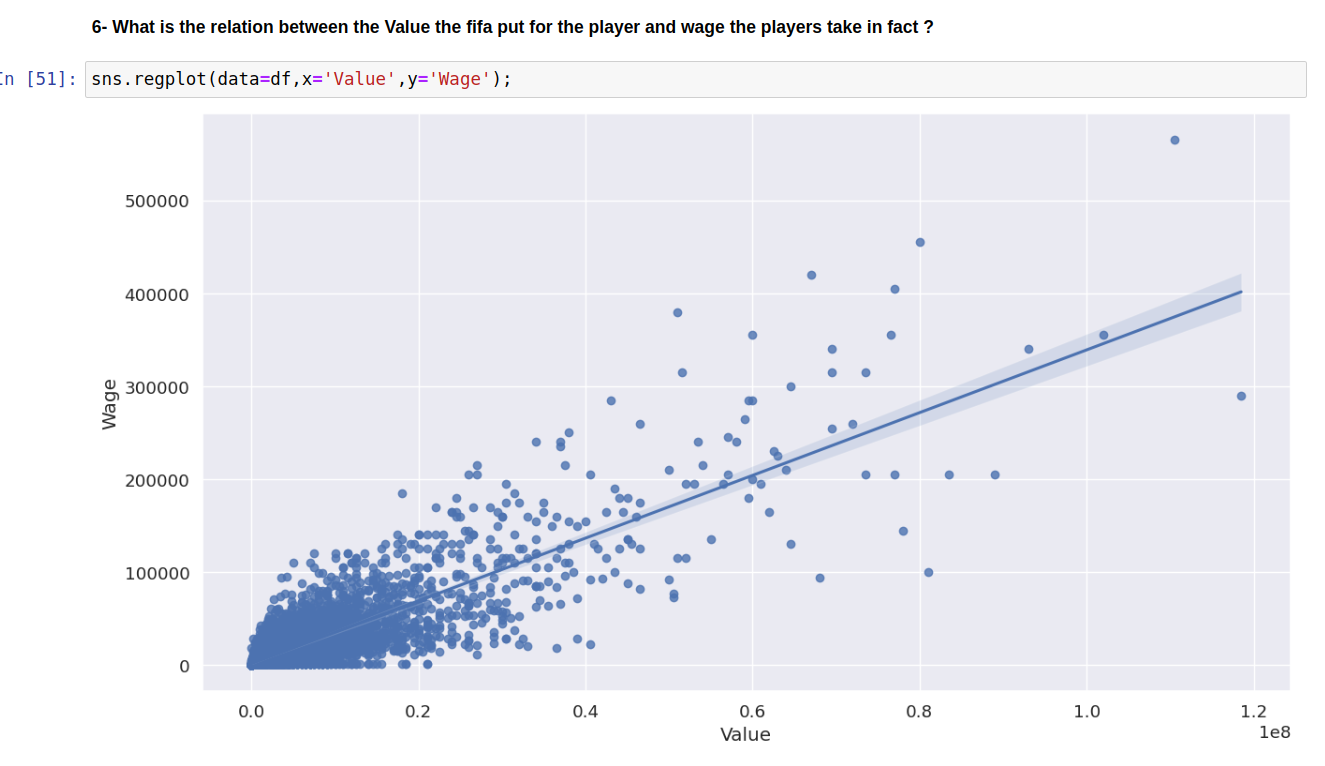 6- What is the relation between the Value the fifa put for the player and wage the players take in fact ?
n [51]: sns.regplot(data=df,x='Value',y='Wage');
500000
400000
300000
200000
100000
0
Wage
0.0 0.2 0.4 0.6 0.8 1.0 1.2
1e8
Value